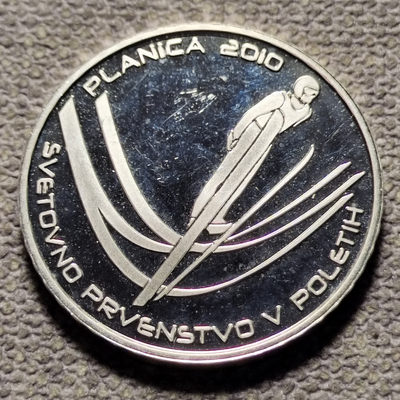 PLANICA 2010
SVETOVNO PRVENSTVO V POLETIH